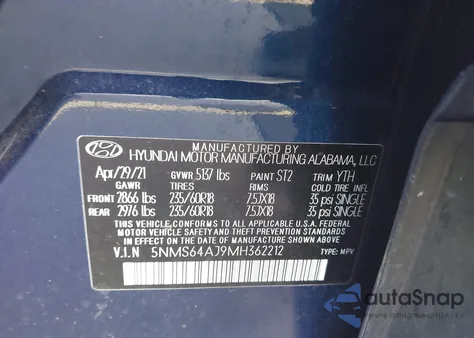 MANUFACTURED BY
HYUNDAI MOTOR MANUFACTURING ALABAMA, LLC
Apr/29/21 GVWR 5137 lbs PAINT ST2 TRIM YTH
GAWR TIRES RIMS COLD TIRE INFL
FRONT 2866 lbs 235/60R18 7.5JX18 35 psi SINGLE
REAR 2976 lbs 235/60R18 7.5JX18 35 psi SINGLE
THIS VEHICLE CONFORMS TO ALL APPLICABLE FEDERAL
MOTOR VEHICLE SAFETY AND THEFT PREVENTION
STANDARDS IN EFFECT ON THE DATE OF MANUFACTURE
SHOWN ABOVE.
V.I.N 5NMS64AJ9MH362212 TYPE: MPV
AutoSnap